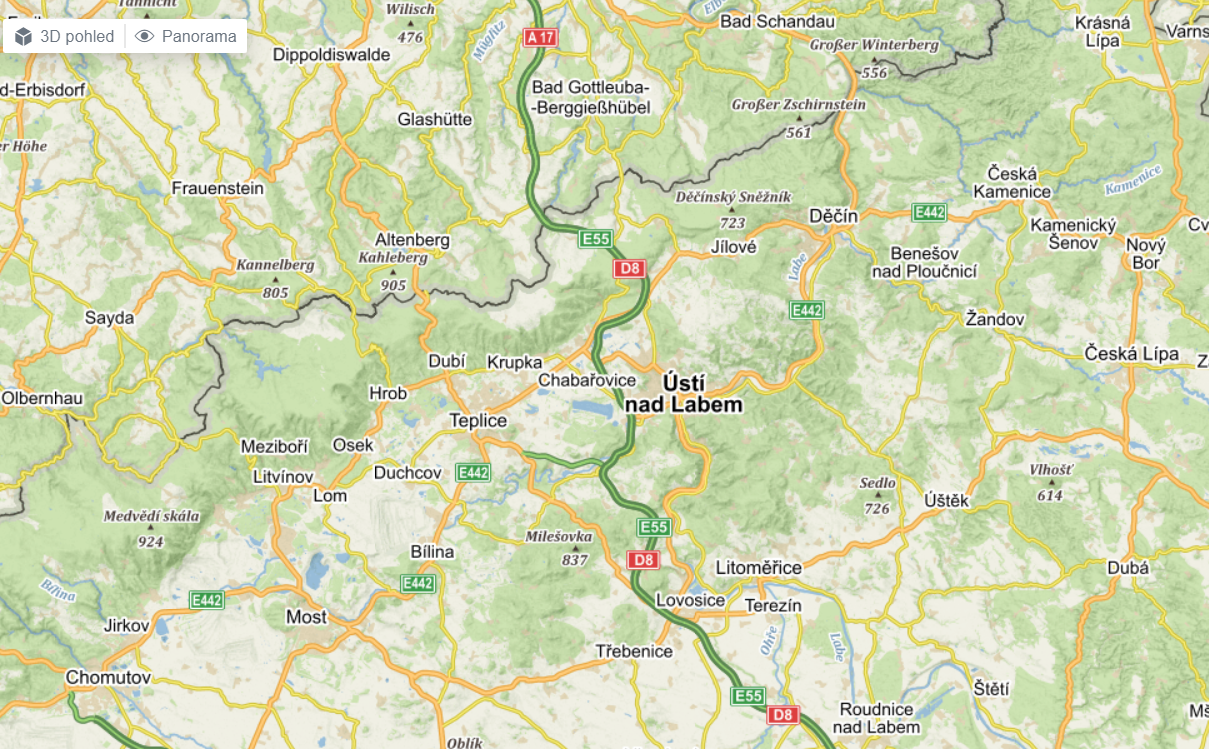 Wilisch
476
Bad Schandau
Krásná
Lípa
3D pohled
Panorama
A 17
Müglitz
Großer Winterberg
556
Dippoldiswalde
d-Erbisdorf
Bad Gottleuba-
-Berggießhübel
Glashütte
Großer Zschirnstein
561
er Höhe
Frauenstein
Česká
Kamenice
Kamenice
Děčínský Sněžník
723
Děčín
E442
Kamenický
Šenov
Altenberg
Kahleberg
905
E55
Jílové
Nový
Bor
Benešov
nad Ploučnicí
Kannelberg
805
D8
Labe
E442
Sayda
Žandov
Dubí
Krupka
Česká Lípa
Chabařovice
Ústí
nad Labem
Hrob
Olbernhau
Teplice
Meziboří
Osek
Litvínov
Duchcov
E442
Lom
Vlhošť
614
Sedlo
726
Úštěk
Medvědí skála
924
E55
Milešovka
837
Bílina
D8
Litoměřice
Dubá
E442
Bílina
E442
Lovosice
Terezín
Most
Jirkov
Ohře
Labe
Třebenice
Chomutov
Štětí
E55
D8
Roudnice
nad Labem
Oblík